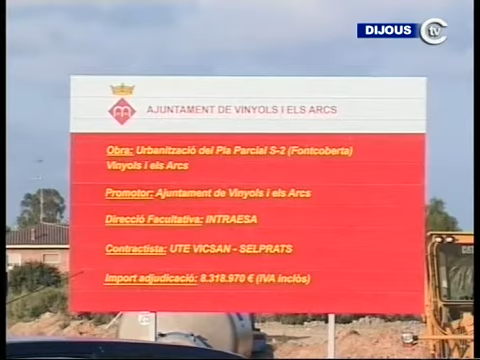 DIJOUS
C tv
AJUNTAMENT DE VINYOLS I ELS ARCS
Obra: Urbanització del Pla Parcial S-2 (Fontcoberta)
Vinyols i els Arcs
Promotor: Ajuntament de Vinyols i els Arcs
Direcció Facultativa: INTRAESA
Contractista: UTE VICSAN - SELPRATS
Import adjudicació: 8.318.970 € (IVA inclòs)